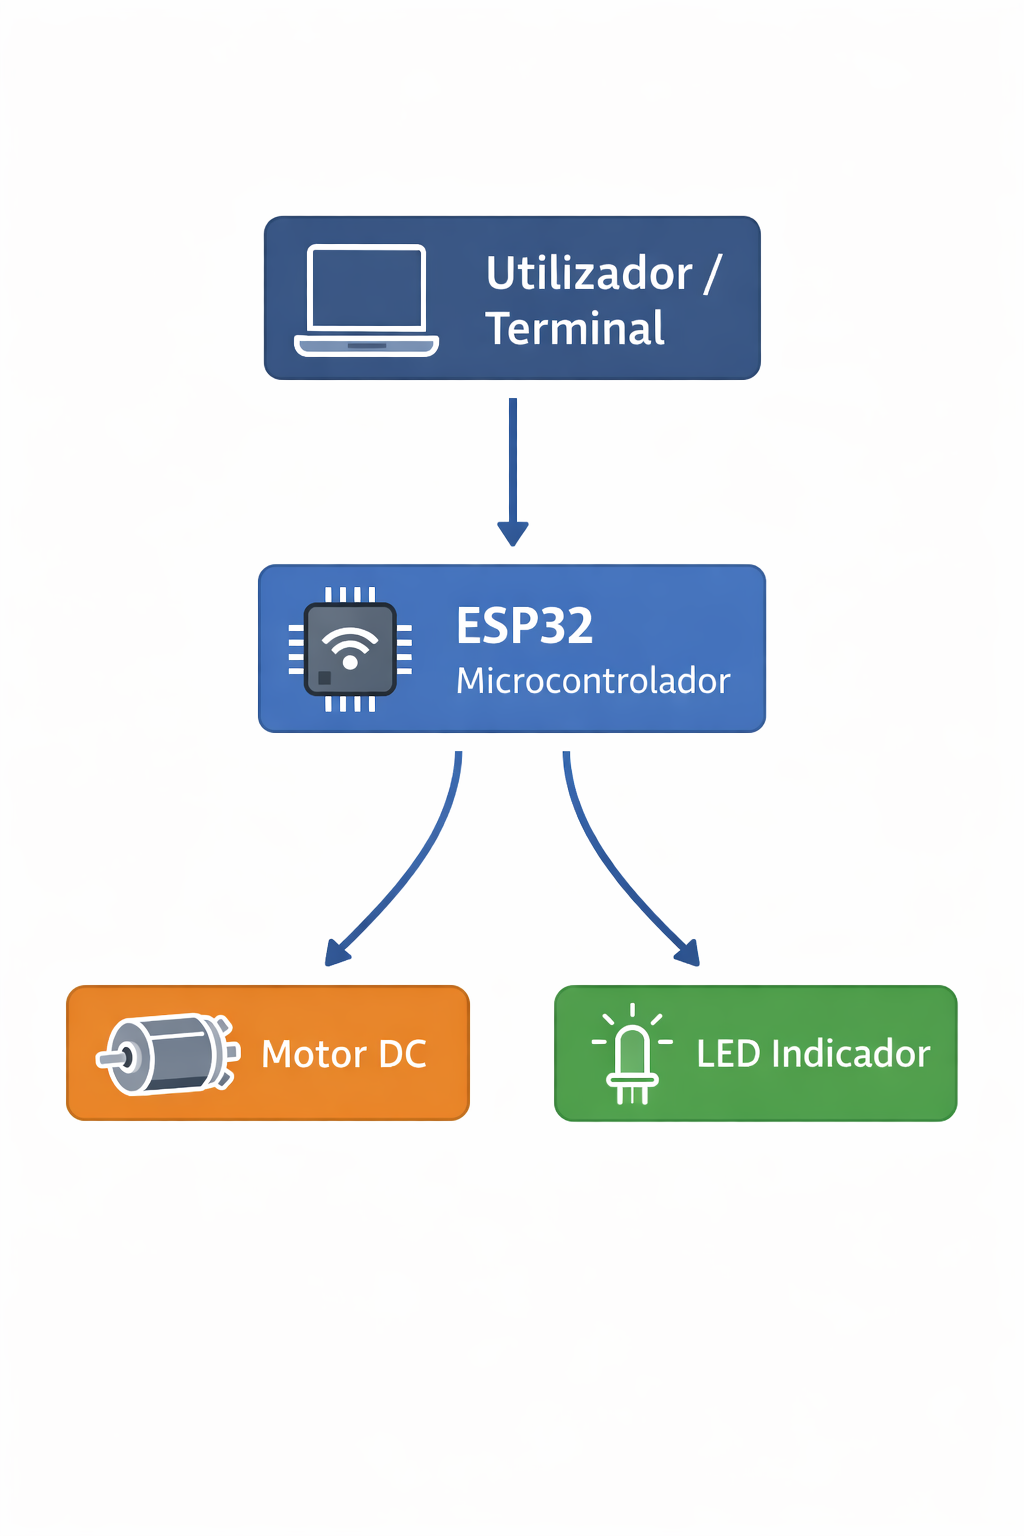 Utilizador /
Terminal
ESP32
Microcontrolador
Motor DC
LED Indicador